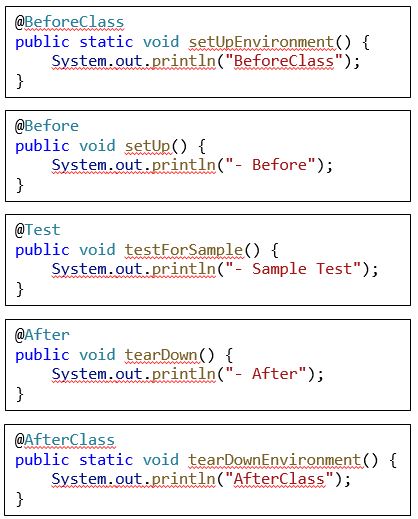 @BeforeClass
public static void setUpEnvironment() {
    System.out.println("BeforeClass");
}
@Before
public void setUp() {
    System.out.println("- Before");
}
@Test
public void testForSample() {
    System.out.println("- Sample Test");
}
@After
public void tearDown() {
    System.out.println("- After");
}
@AfterClass
public static void tearDownEnvironment() {
    System.out.println("AfterClass");
}